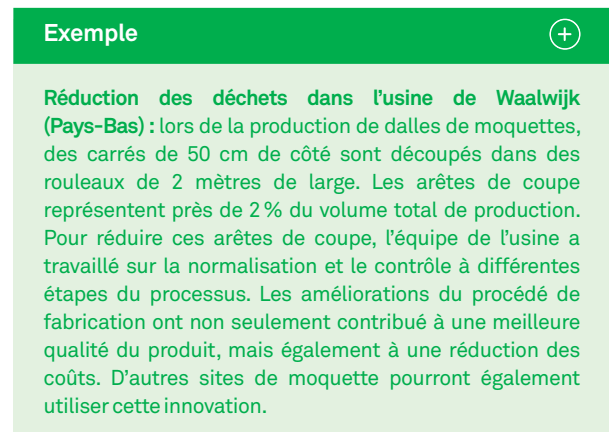 Exemple
Réduction des déchets dans l’usine de Waalwijk
(Pays-Bas) : lors de la production de dalles de moquettes,
des carrés de 50 cm de côté sont découpés dans des
rouleaux de 2 mètres de large. Les arêtes de coupe
représentent près de 2 % du volume total de production.
Pour réduire ces arêtes de coupe, l’équipe de l’usine a
travaillé sur la normalisation et le contrôle à différentes
étapes du processus. Les améliorations du procédé de
fabrication ont non seulement contribué à une meilleure
qualité du produit, mais également à une réduction des
coûts. D’autres sites de moquette pourront également
utiliser cette innovation.